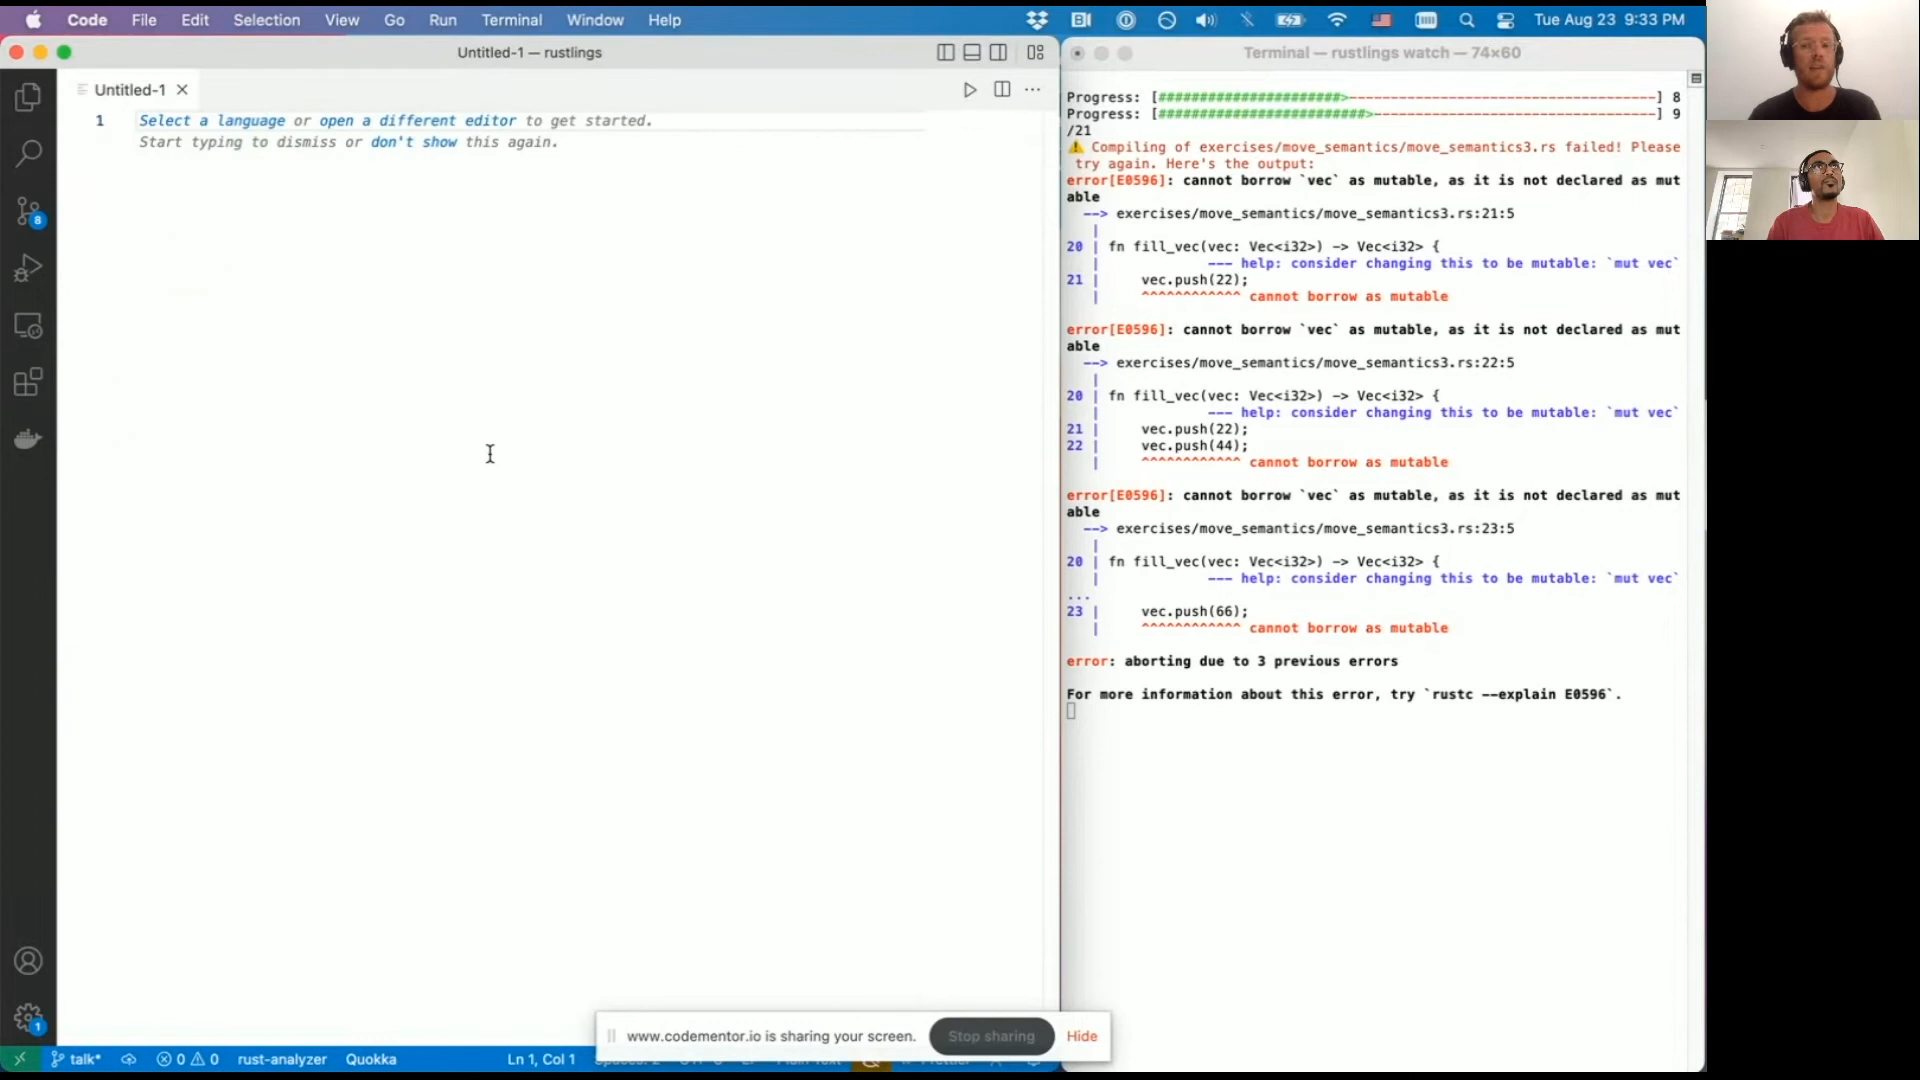 Code File Edit Selection View Go Run Terminal Window Help
Tue Aug 23 9:33 PM
Untitled-1 — rustlings
Untitled-1
1
Select a language or open a different editor to get started.
Start typing to dismiss or don't show this again.
8
1
Terminal — rustlings watch — 74×60
Progress: [######################>-------------------------------------] 8
Progress: [#########################>----------------------------------] 9
/21
⚠️ Compiling of exercises/move_semantics/move_semantics3.rs failed! Please
try again. Here's the output:
error[E0596]: cannot borrow `vec` as mutable, as it is not declared as mut
able
--> exercises/move_semantics/move_semantics3.rs:21:5
|
20 | fn fill_vec(vec: Vec<i32>) -> Vec<i32> {
| --- help: consider changing this to be mutable: `mut vec`
21 | vec.push(22);
| ^^^^^^^^^^^^ cannot borrow as mutable
error[E0596]: cannot borrow `vec` as mutable, as it is not declared as mut
able
--> exercises/move_semantics/move_semantics3.rs:22:5
|
20 | fn fill_vec(vec: Vec<i32>) -> Vec<i32> {
| --- help: consider changing this to be mutable: `mut vec`
21 | vec.push(22);
22 | vec.push(44);
| ^^^^^^^^^^^^ cannot borrow as mutable
error[E0596]: cannot borrow `vec` as mutable, as it is not declared as mut
able
--> exercises/move_semantics/move_semantics3.rs:23:5
|
20 | fn fill_vec(vec: Vec<i32>) -> Vec<i32> {
| --- help: consider changing this to be mutable: `mut vec`
...
23 | vec.push(66);
| ^^^^^^^^^^^^ cannot borrow as mutable
error: aborting due to 3 previous errors
For more information about this error, try `rustc --explain E0596`.
www.codementor.io is sharing your screen. Stop sharing Hide
talk* 0 0 rust-analyzer Quokka Ln 1, Col 1